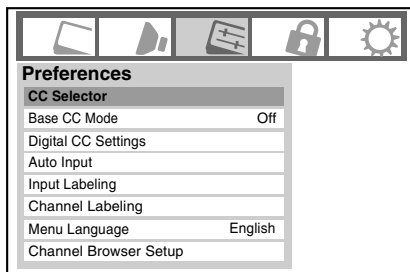 Preferences
CC Selector
Base CC Mode Off
Digital CC Settings
Auto Input
Input Labeling
Channel Labeling
Menu Language English
Channel Browser Setup